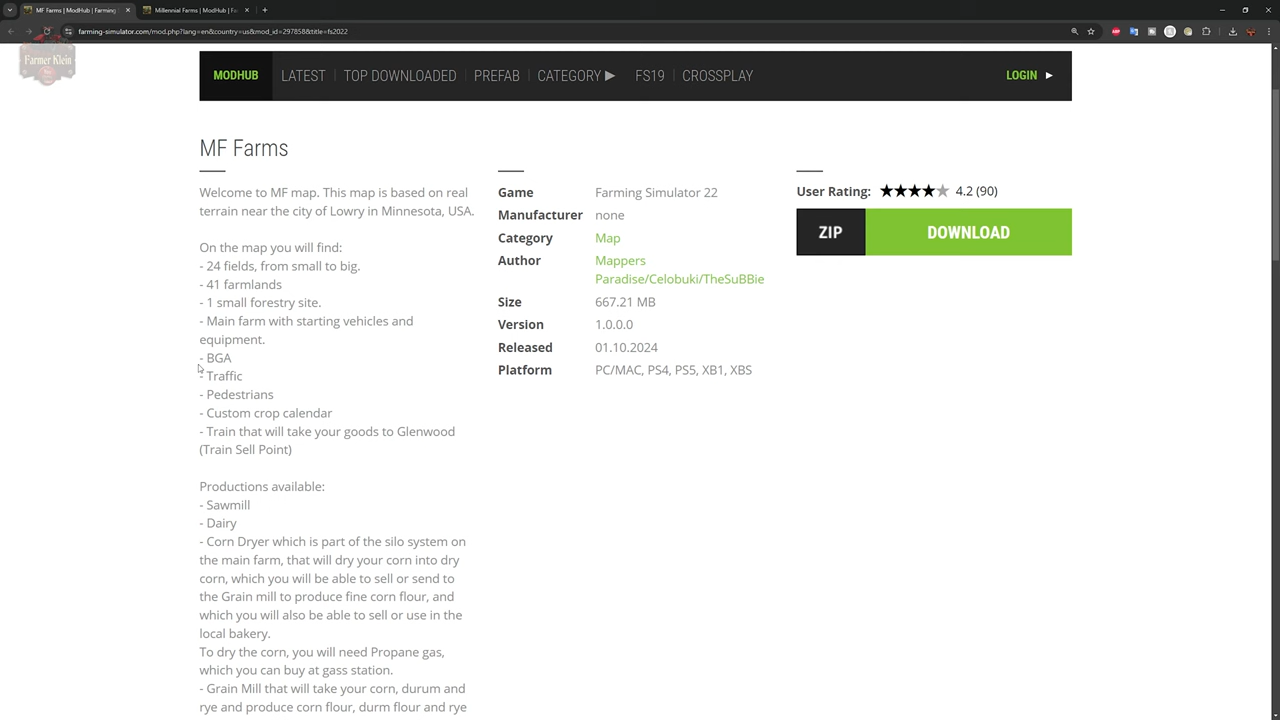 MF Farms | ModHub | Farming
Millennial Farms | ModHub | Fa
farming-simulator.com/mod.php?lang=en&country=us&mod_id=297858&title=fs2022
Farmer Klein
MODHUB LATEST TOP DOWNLOADED PREFAB CATEGORY ▶ FS19 CROSSPLAY LOGIN ▶
MF Farms
Welcome to MF map. This map is based on real
terrain near the city of Lowry in Minnesota, USA.
On the map you will find:
- 24 fields, from small to big.
- 41 farmlands
- 1 small forestry site.
- Main farm with starting vehicles and
equipment.
- BGA
- Traffic
- Pedestrians
- Custom crop calendar
- Train that will take your goods to Glenwood
(Train Sell Point)
Productions available:
- Sawmill
- Dairy
- Corn Dryer which is part of the silo system on
the main farm, that will dry your corn into dry
corn, which you will be able to sell or send to
the Grain mill to produce fine corn flour, and
which you will also be able to sell or use in the
local bakery.
To dry the corn, you will need Propane gas,
which you can buy at gass station.
- Grain Mill that will take your corn, durum and
rye and produce corn flour, durm flour and rye
Game Farming Simulator 22
Manufacturer none
Category Map
Author Mappers
Paradise/Celobuki/TheSuBBie
Size 667.21 MB
Version 1.0.0.0
Released 01.10.2024
Platform PC/MAC, PS4, PS5, XB1, XBS
User Rating: 4.2 (90)
ZIP DOWNLOAD